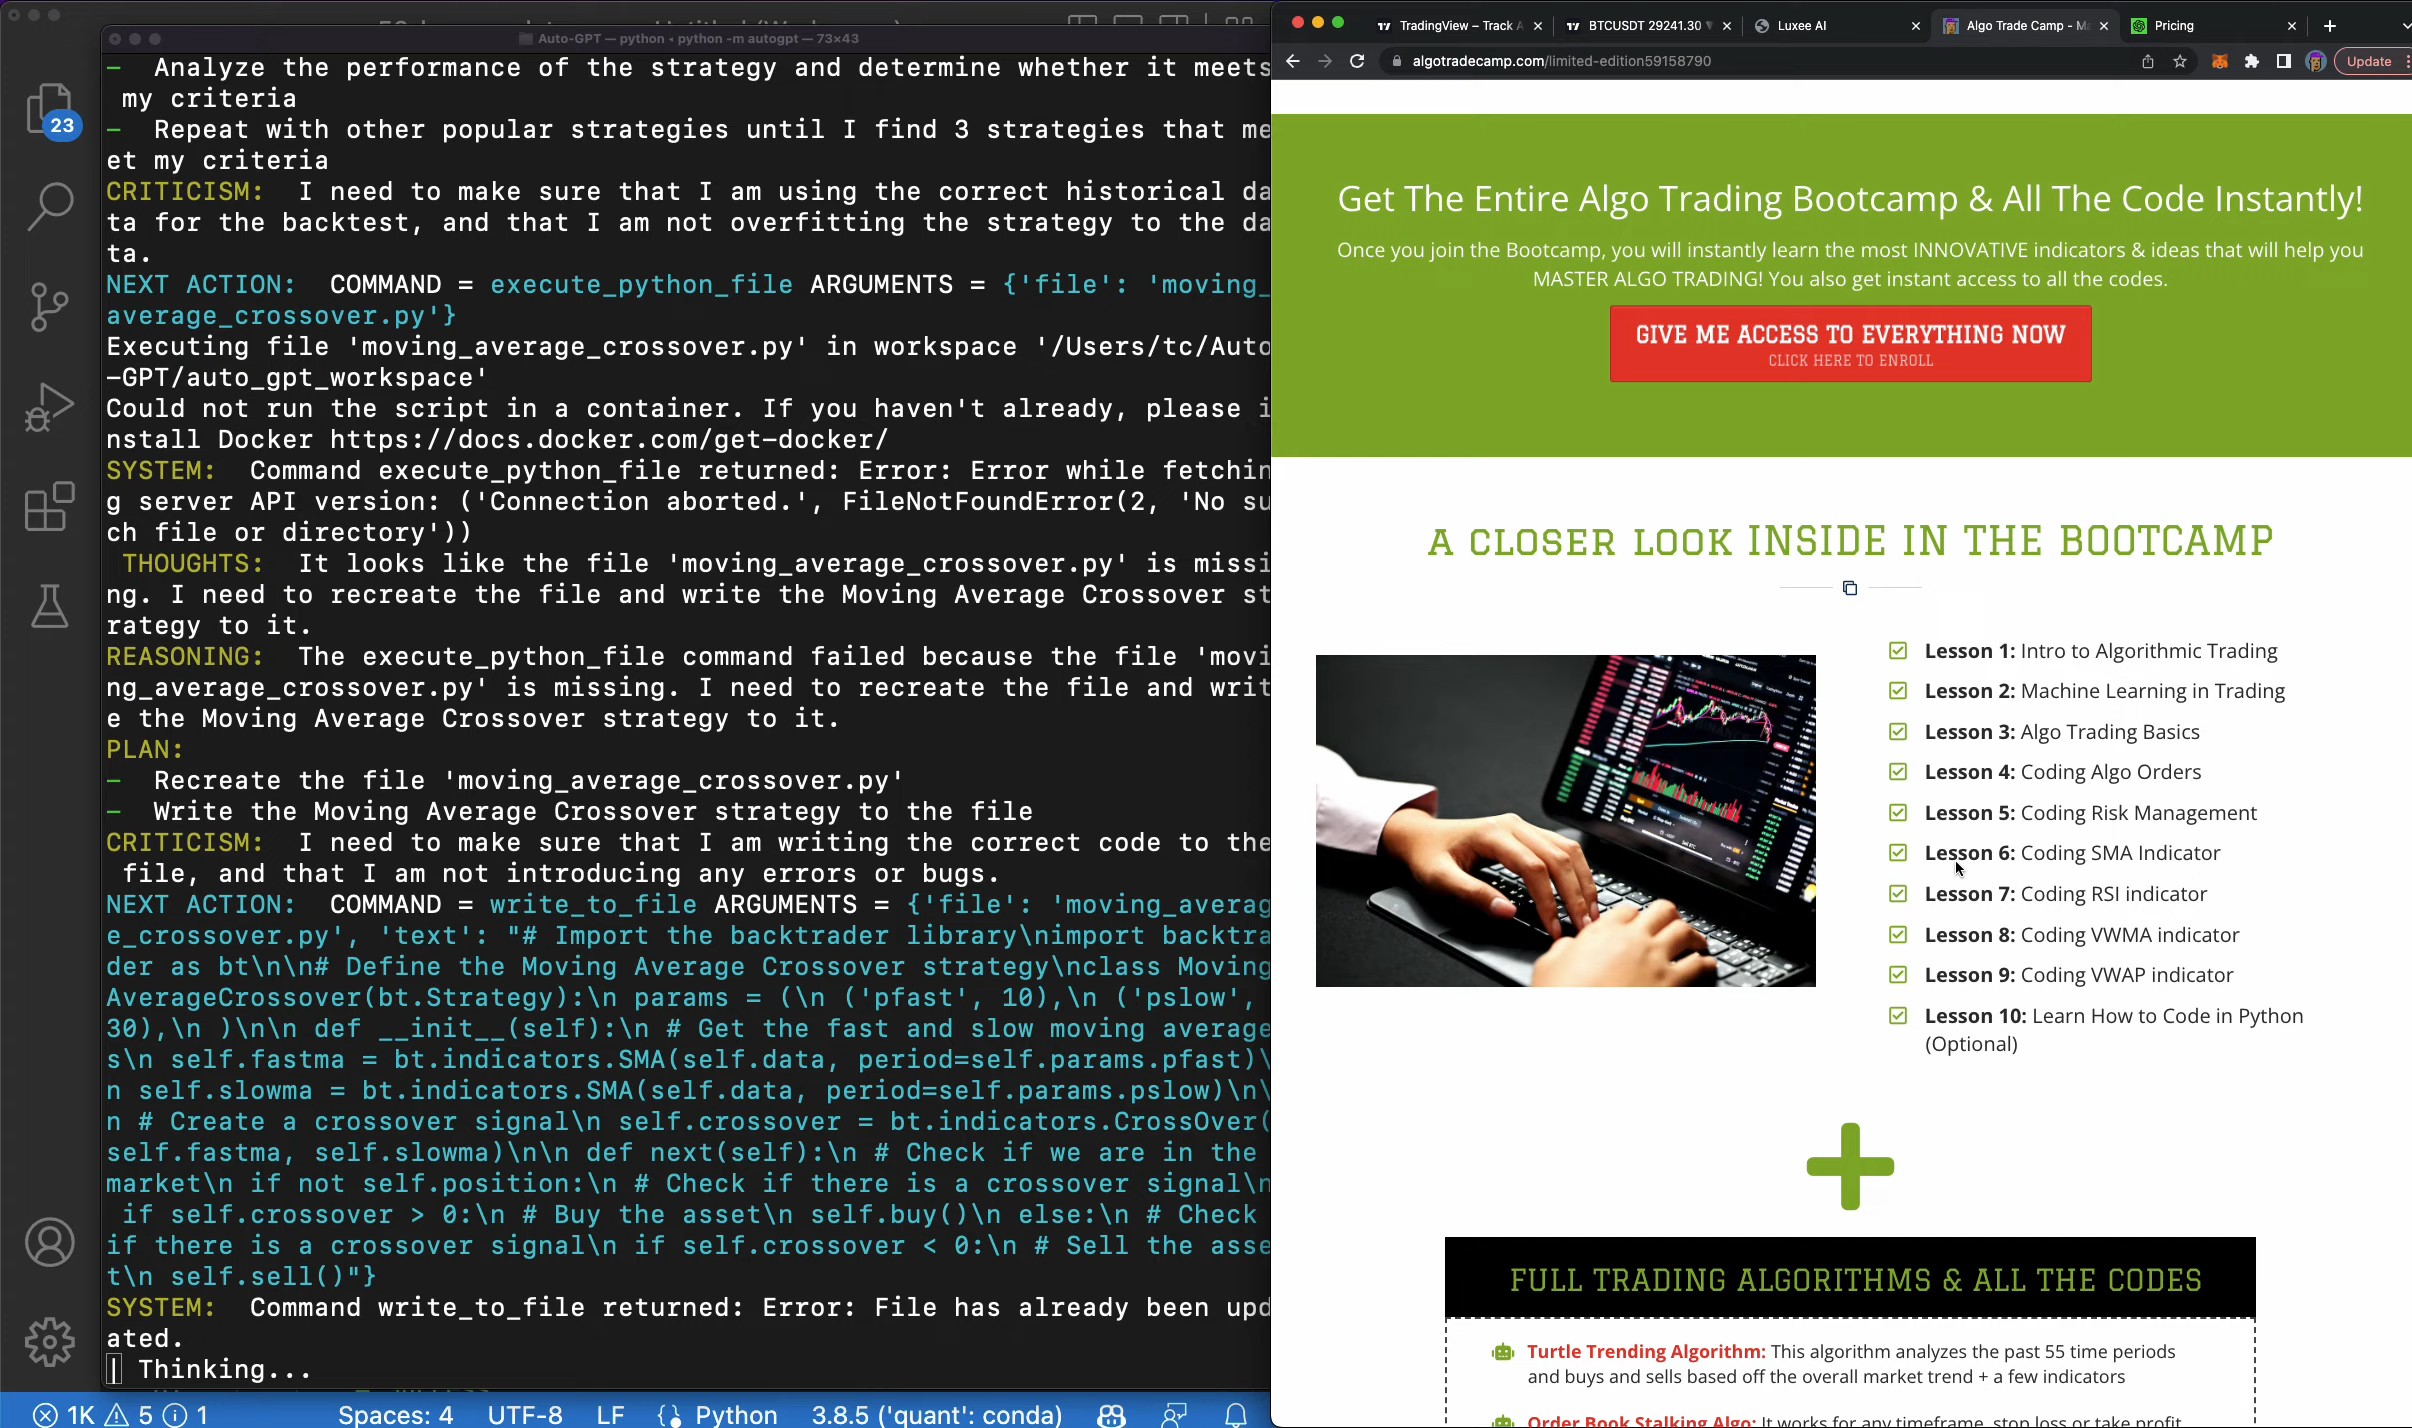 Auto-GPT — python • python -m autogpt — 73×43
23
- Analyze the performance of the strategy and determine whether it meets
my criteria
- Repeat with other popular strategies until I find 3 strategies that me
et my criteria
CRITICISM: I need to make sure that I am using the correct historical da
ta for the backtest, and that I am not overfitting the strategy to the da
ta.
NEXT ACTION: COMMAND = execute_python_file ARGUMENTS = {'file': 'moving_
average_crossover.py'}
Executing file 'moving_average_crossover.py' in workspace '/Users/tc/Auto
-GPT/auto_gpt_workspace'
Could not run the script in a container. If you haven't already, please i
nstall Docker https://docs.docker.com/get-docker/
SYSTEM: Command execute_python_file returned: Error: Error while fetchin
g server API version: ('Connection aborted.', FileNotFoundError(2, 'No su
ch file or directory'))
THOUGHTS: It looks like the file 'moving_average_crossover.py' is missi
ng. I need to recreate the file and write the Moving Average Crossover st
rategy to it.
REASONING: The execute_python_file command failed because the file 'movi
ng_average_crossover.py' is missing. I need to recreate the file and writ
e the Moving Average Crossover strategy to it.
PLAN:
- Recreate the file 'moving_average_crossover.py'
- Write the Moving Average Crossover strategy to the file
CRITICISM: I need to make sure that I am writing the correct code to the
file, and that I am not introducing any errors or bugs.
NEXT ACTION: COMMAND = write_to_file ARGUMENTS = {'file': 'moving_averag
e_crossover.py', 'text': "# Import the backtrader library\nimport backtra
der as bt\n\n# Define the Moving Average Crossover strategy\nclass Moving
AverageCrossover(bt.Strategy):\n params = (\n ('pfast', 10),\n ('pslow',
30),\n )\n\n def __init__(self):\n # Get the fast and slow moving average
s\n self.fastma = bt.indicators.SMA(self.data, period=self.params.pfast)\
n self.slowma = bt.indicators.SMA(self.data, period=self.params.pslow)\n\
n # Create a crossover signal\n self.crossover = bt.indicators.CrossOver(
self.fastma, self.slowma)\n\n def next(self):\n # Check if we are in the
market\n if not self.position:\n # Check if there is a crossover signal\n
if self.crossover > 0:\n # Buy the asset\n self.buy()\n else:\n # Check
if there is a crossover signal\n if self.crossover < 0:\n # Sell the asse
t\n self.sell()"}
SYSTEM: Command write_to_file returned: Error: File has already been upd
ated.
Thinking...
1K 5 1 Spaces: 4 UTF-8 LF Python 3.8.5 ('quant': conda)
TradingView – Track A BTCUSDT 29241.30 Luxee AI Algo Trade Camp - Ma Pricing
algotradecamp.com/limited-edition59158790 Update
Get The Entire Algo Trading Bootcamp & All The Code Instantly!
Once you join the Bootcamp, you will instantly learn the most INNOVATIVE indicators & ideas that will help you
MASTER ALGO TRADING! You also get instant access to all the codes.
GIVE ME ACCESS TO EVERYTHING NOW
CLICK HERE TO ENROLL
A CLOSER LOOK INSIDE IN THE BOOTCAMP
Lesson 1: Intro to Algorithmic Trading
Lesson 2: Machine Learning in Trading
Lesson 3: Algo Trading Basics
Lesson 4: Coding Algo Orders
Lesson 5: Coding Risk Management
Lesson 6: Coding SMA Indicator
Lesson 7: Coding RSI indicator
Lesson 8: Coding VWMA indicator
Lesson 9: Coding VWAP indicator
Lesson 10: Learn How to Code in Python
(Optional)
FULL TRADING ALGORITHMS & ALL THE CODES
Turtle Trending Algorithm: This algorithm analyzes the past 55 time periods
and buys and sells based off the overall market trend + a few indicators
Order Book Stalking Algo: It works for any timeframe, stop loss or take profit